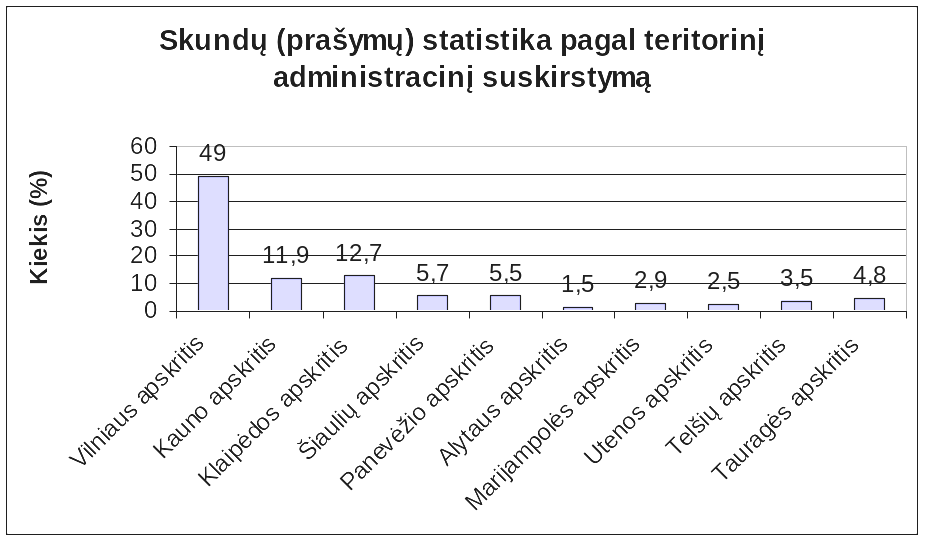 Skundų (prašymų) statistika pagal teritorinį
administracinį suskirstymą
Kiekis (%)
60
50
40
30
20
10
0
49
11,9
12,7
5,7
5,5
1,5
2,9
2,5
3,5
4,8
Vilniaus apskritis
Kauno apskritis
Klaipėdos apskritis
Šiaulių apskritis
Panevėžio apskritis
Alytaus apskritis
Marijampolės apskritis
Utenos apskritis
Telšių apskritis
Tauragės apskritis